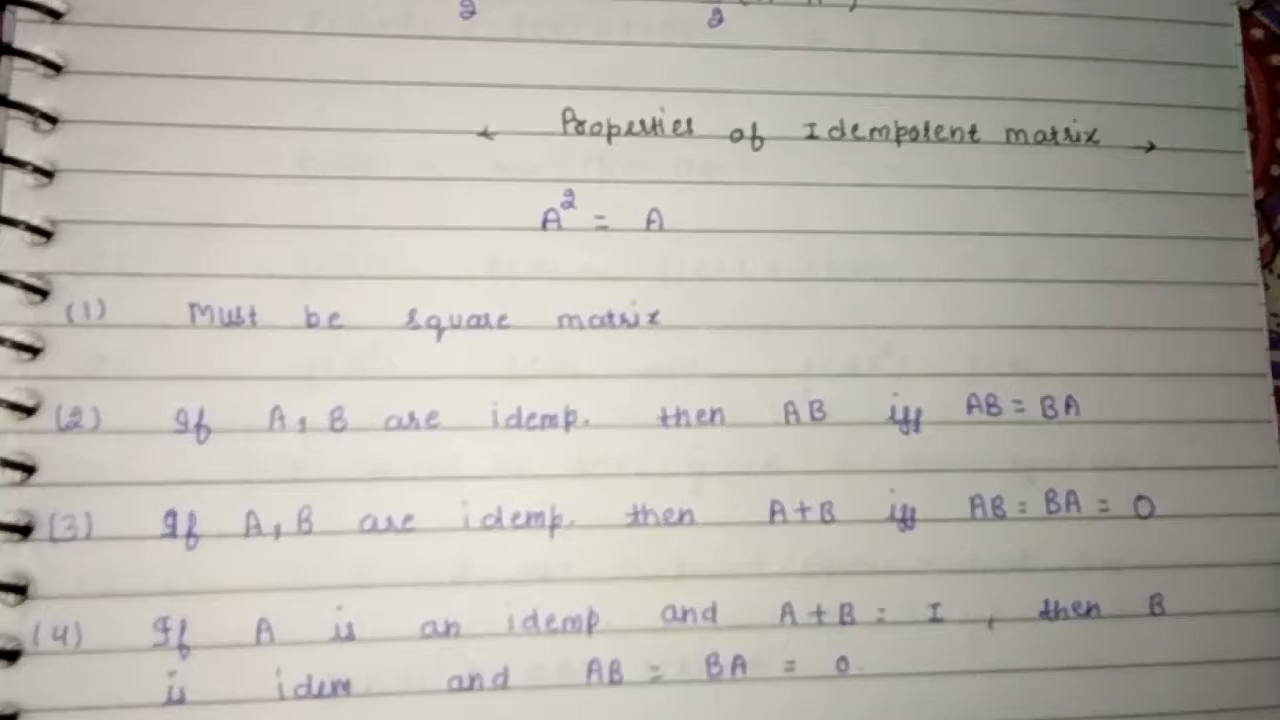 2 2
← Properties of Idempotent matrix →
A² = A
(1) Must be square matrix
(2) If A, B are idemp. then AB iff AB = BA
(3) If A, B are idemp. then A+B iff AB = BA = 0
(4) If A is an idemp and A+B = I, then B
is idem and AB = BA = 0.